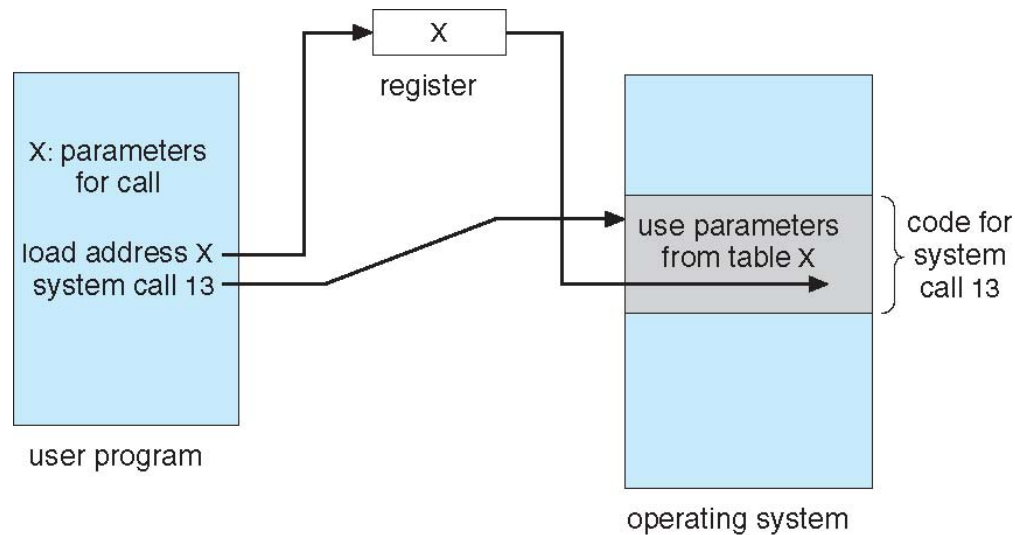 X
register
X: parameters
for call
load address X
system call 13
user program
use parameters
from table X
code for
system
call 13
operating system